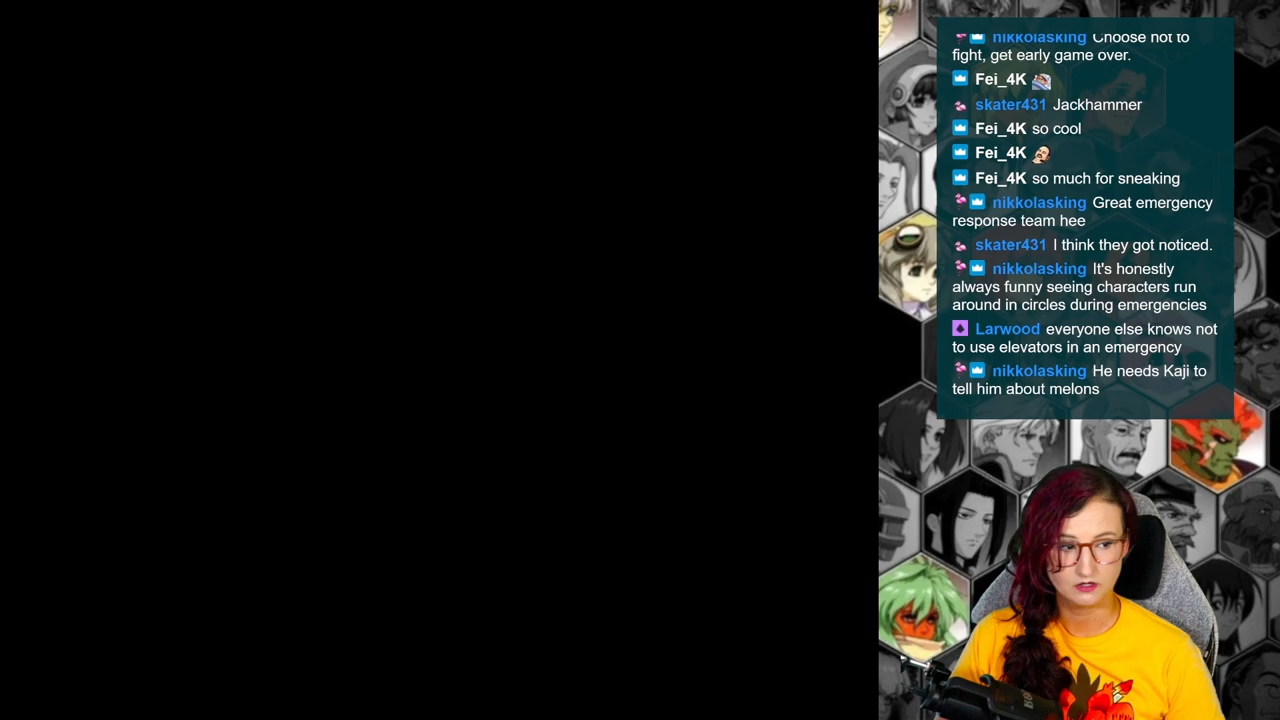 nikkolasking Choose not to
fight, get early game over.
Fei_4K
skater431 Jackhammer
Fei_4K so cool
Fei_4K
Fei_4K so much for sneaking
nikkolasking Great emergency
response team hee
skater431 I think they got noticed.
nikkolasking It's honestly
always funny seeing characters run
around in circles during emergencies
Larwood everyone else knows not
to use elevators in an emergency
nikkolasking He needs Kaji to
tell him about melons